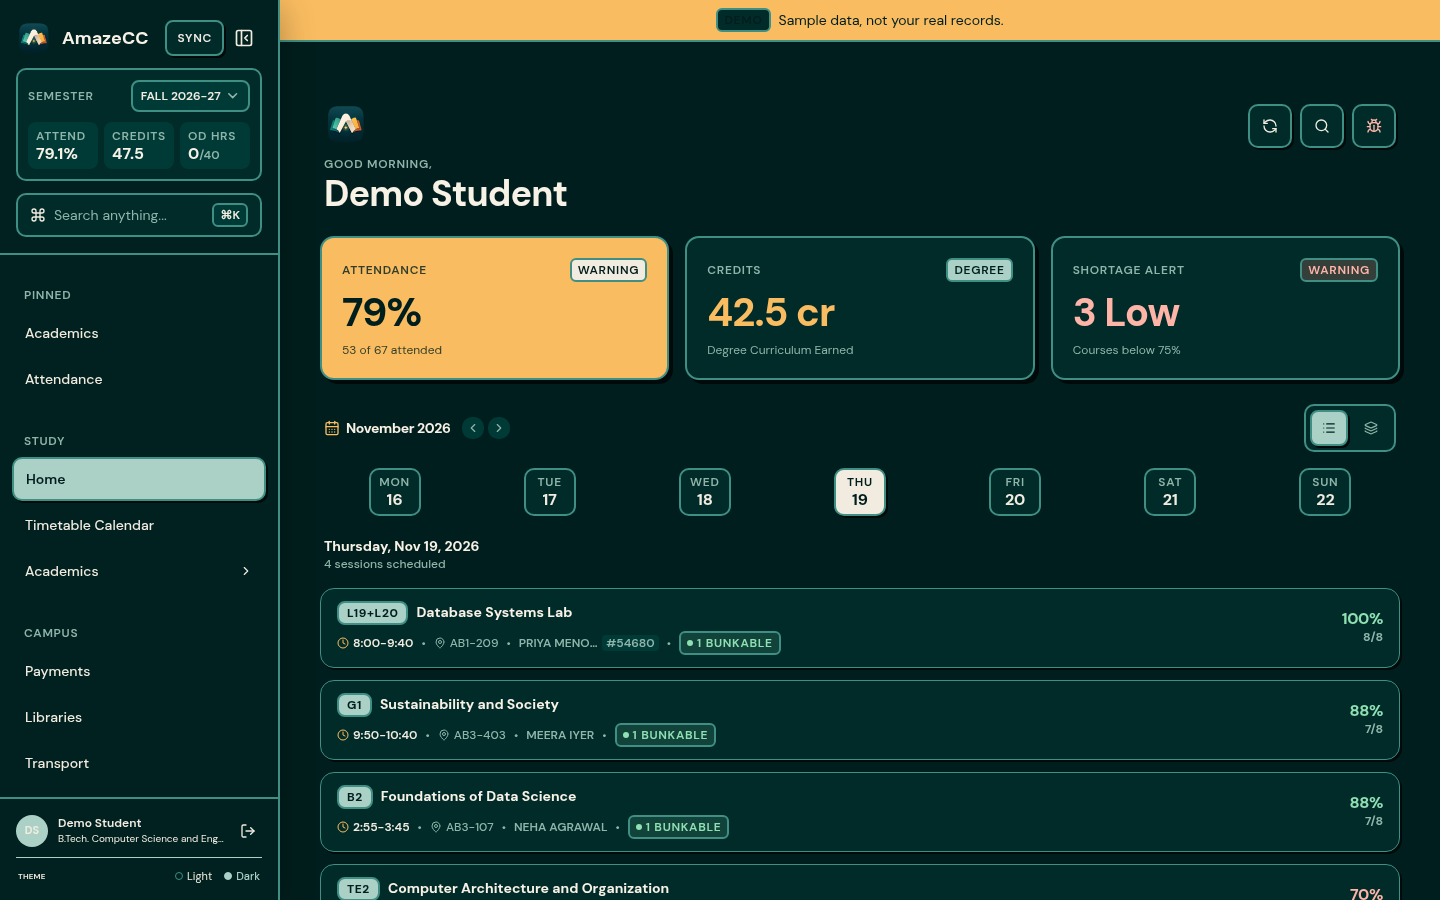 AmazeCC
SYNC
SEMESTER
FALL 2026-27
ATTEND
79.1%
CREDITS
47.5
OD HRS
0/40
Search anything...
⌘K
PINNED
Academics
Attendance
STUDY
Home
Timetable Calendar
Academics
CAMPUS
Payments
Libraries
Transport
DS
Demo Student
B.Tech. Computer Science and Eng...
THEME
Light
Dark
DEMO
Sample data, not your real records.
GOOD MORNING,
Demo Student
ATTENDANCE
WARNING
79%
53 of 67 attended
CREDITS
DEGREE
42.5 cr
Degree Curriculum Earned
SHORTAGE ALERT
WARNING
3 Low
Courses below 75%
November 2026
MON
16
TUE
17
WED
18
THU
19
FRI
20
SAT
21
SUN
22
Thursday, Nov 19, 2026
4 sessions scheduled
L19+L20 Database Systems Lab
8:00-9:40 • AB1-209 • PRIYA MENO... #54680 • 1 BUNKABLE
100%
8/8
G1 Sustainability and Society
9:50-10:40 • AB3-403 • MEERA IYER • 1 BUNKABLE
88%
7/8
B2 Foundations of Data Science
2:55-3:45 • AB3-107 • NEHA AGRAWAL • 1 BUNKABLE
88%
7/8
TE2 Computer Architecture and Organization
70%